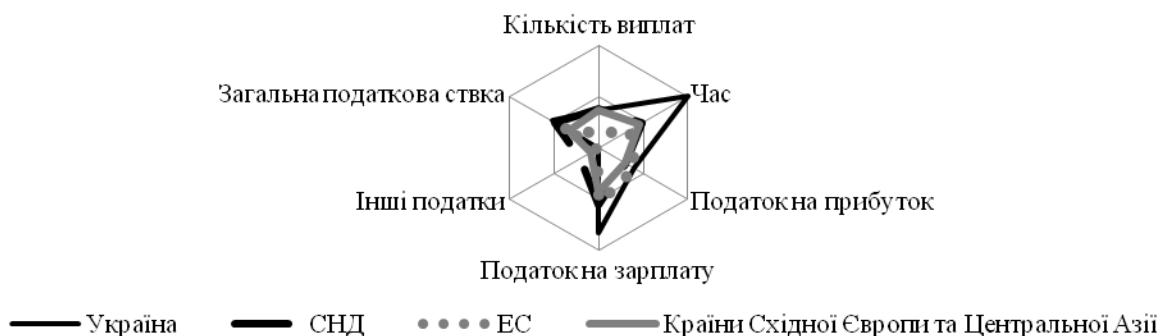 Кількість виплат
Загальна податкова ствка
Час
Інші податки
Податок на прибуток
Податок на зарплату
Україна СНД ЕС Країни Східної Європи та Центральної Азії